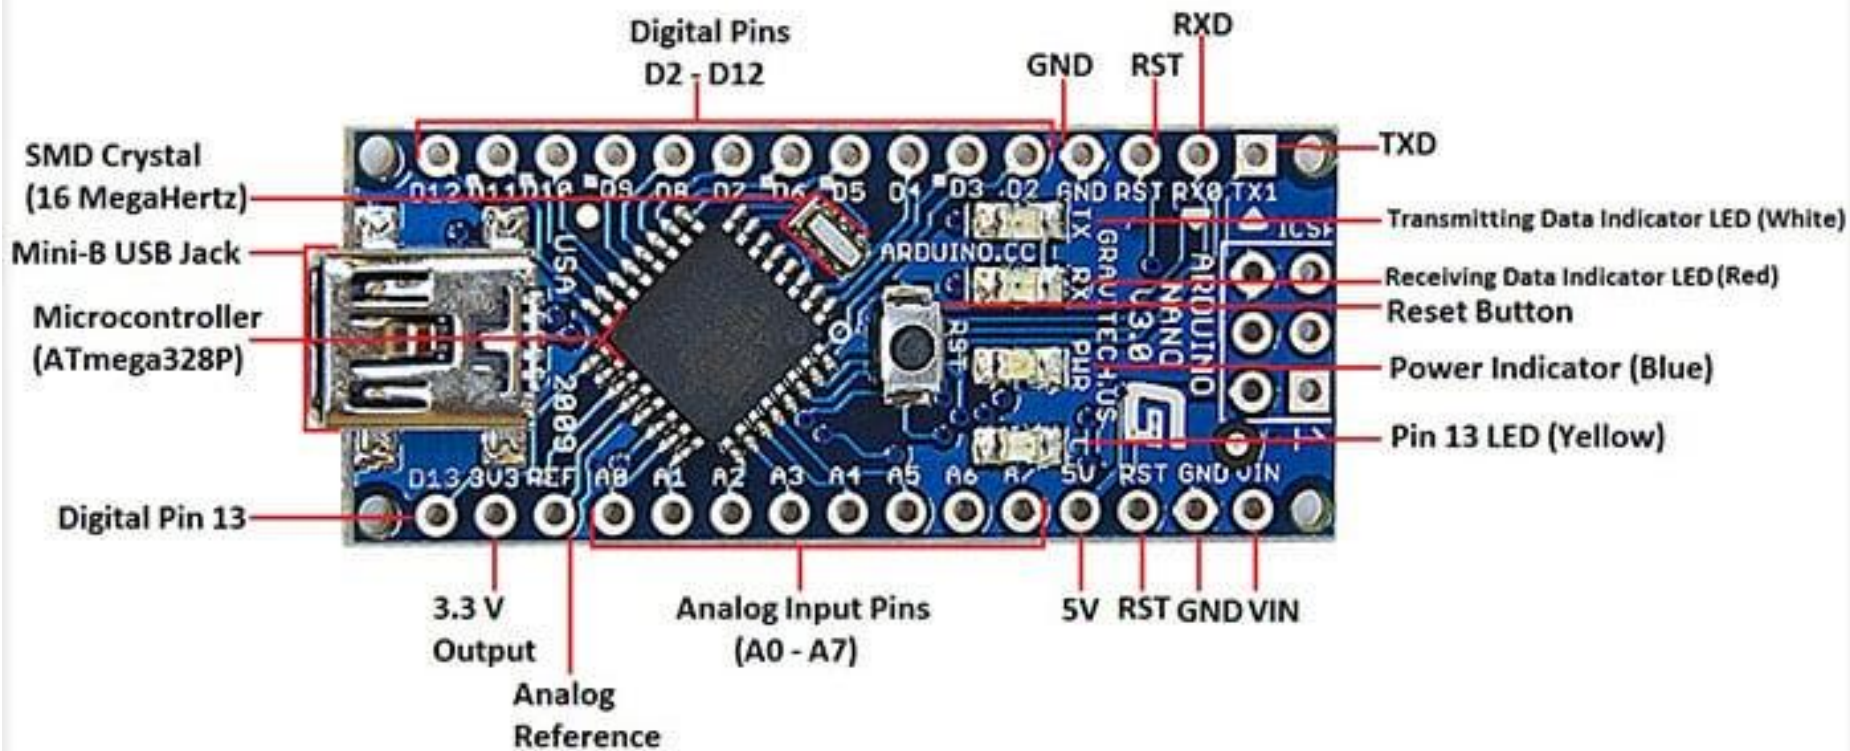 Digital Pins
D2 - D12
GND
RST
RXD
TXD
SMD Crystal
(16 MegaHertz)
Mini-B USB Jack
Microcontroller
(ATmega328P)
Digital Pin 13
3.3 V
Output
Analog
Reference
Analog Input Pins
(A0 - A7)
5V
RST
GND
VIN
Transmitting Data Indicator LED (White)
Receiving Data Indicator LED (Red)
Reset Button
Power Indicator (Blue)
Pin 13 LED (Yellow)
D12 D11 D10 D9 D8 D7 D6 D5 D4 D3 D2 GND RST RX0 TX1
USA
2009
ARDUINO.CC
TX
RX
RST
PWR
L
GRAVITECH.US
ARDUINO
NANO
V3.0
ICSP
1
D13 3V3 REF A0 A1 A2 A3 A4 A5 A6 A7 5V RST GND VIN